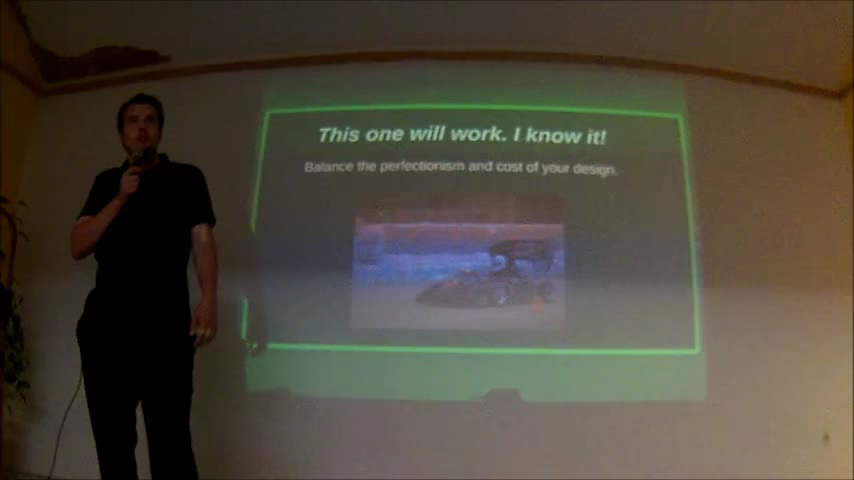 This one will work. I know it!
Balance the perfectionism and cost of your design.